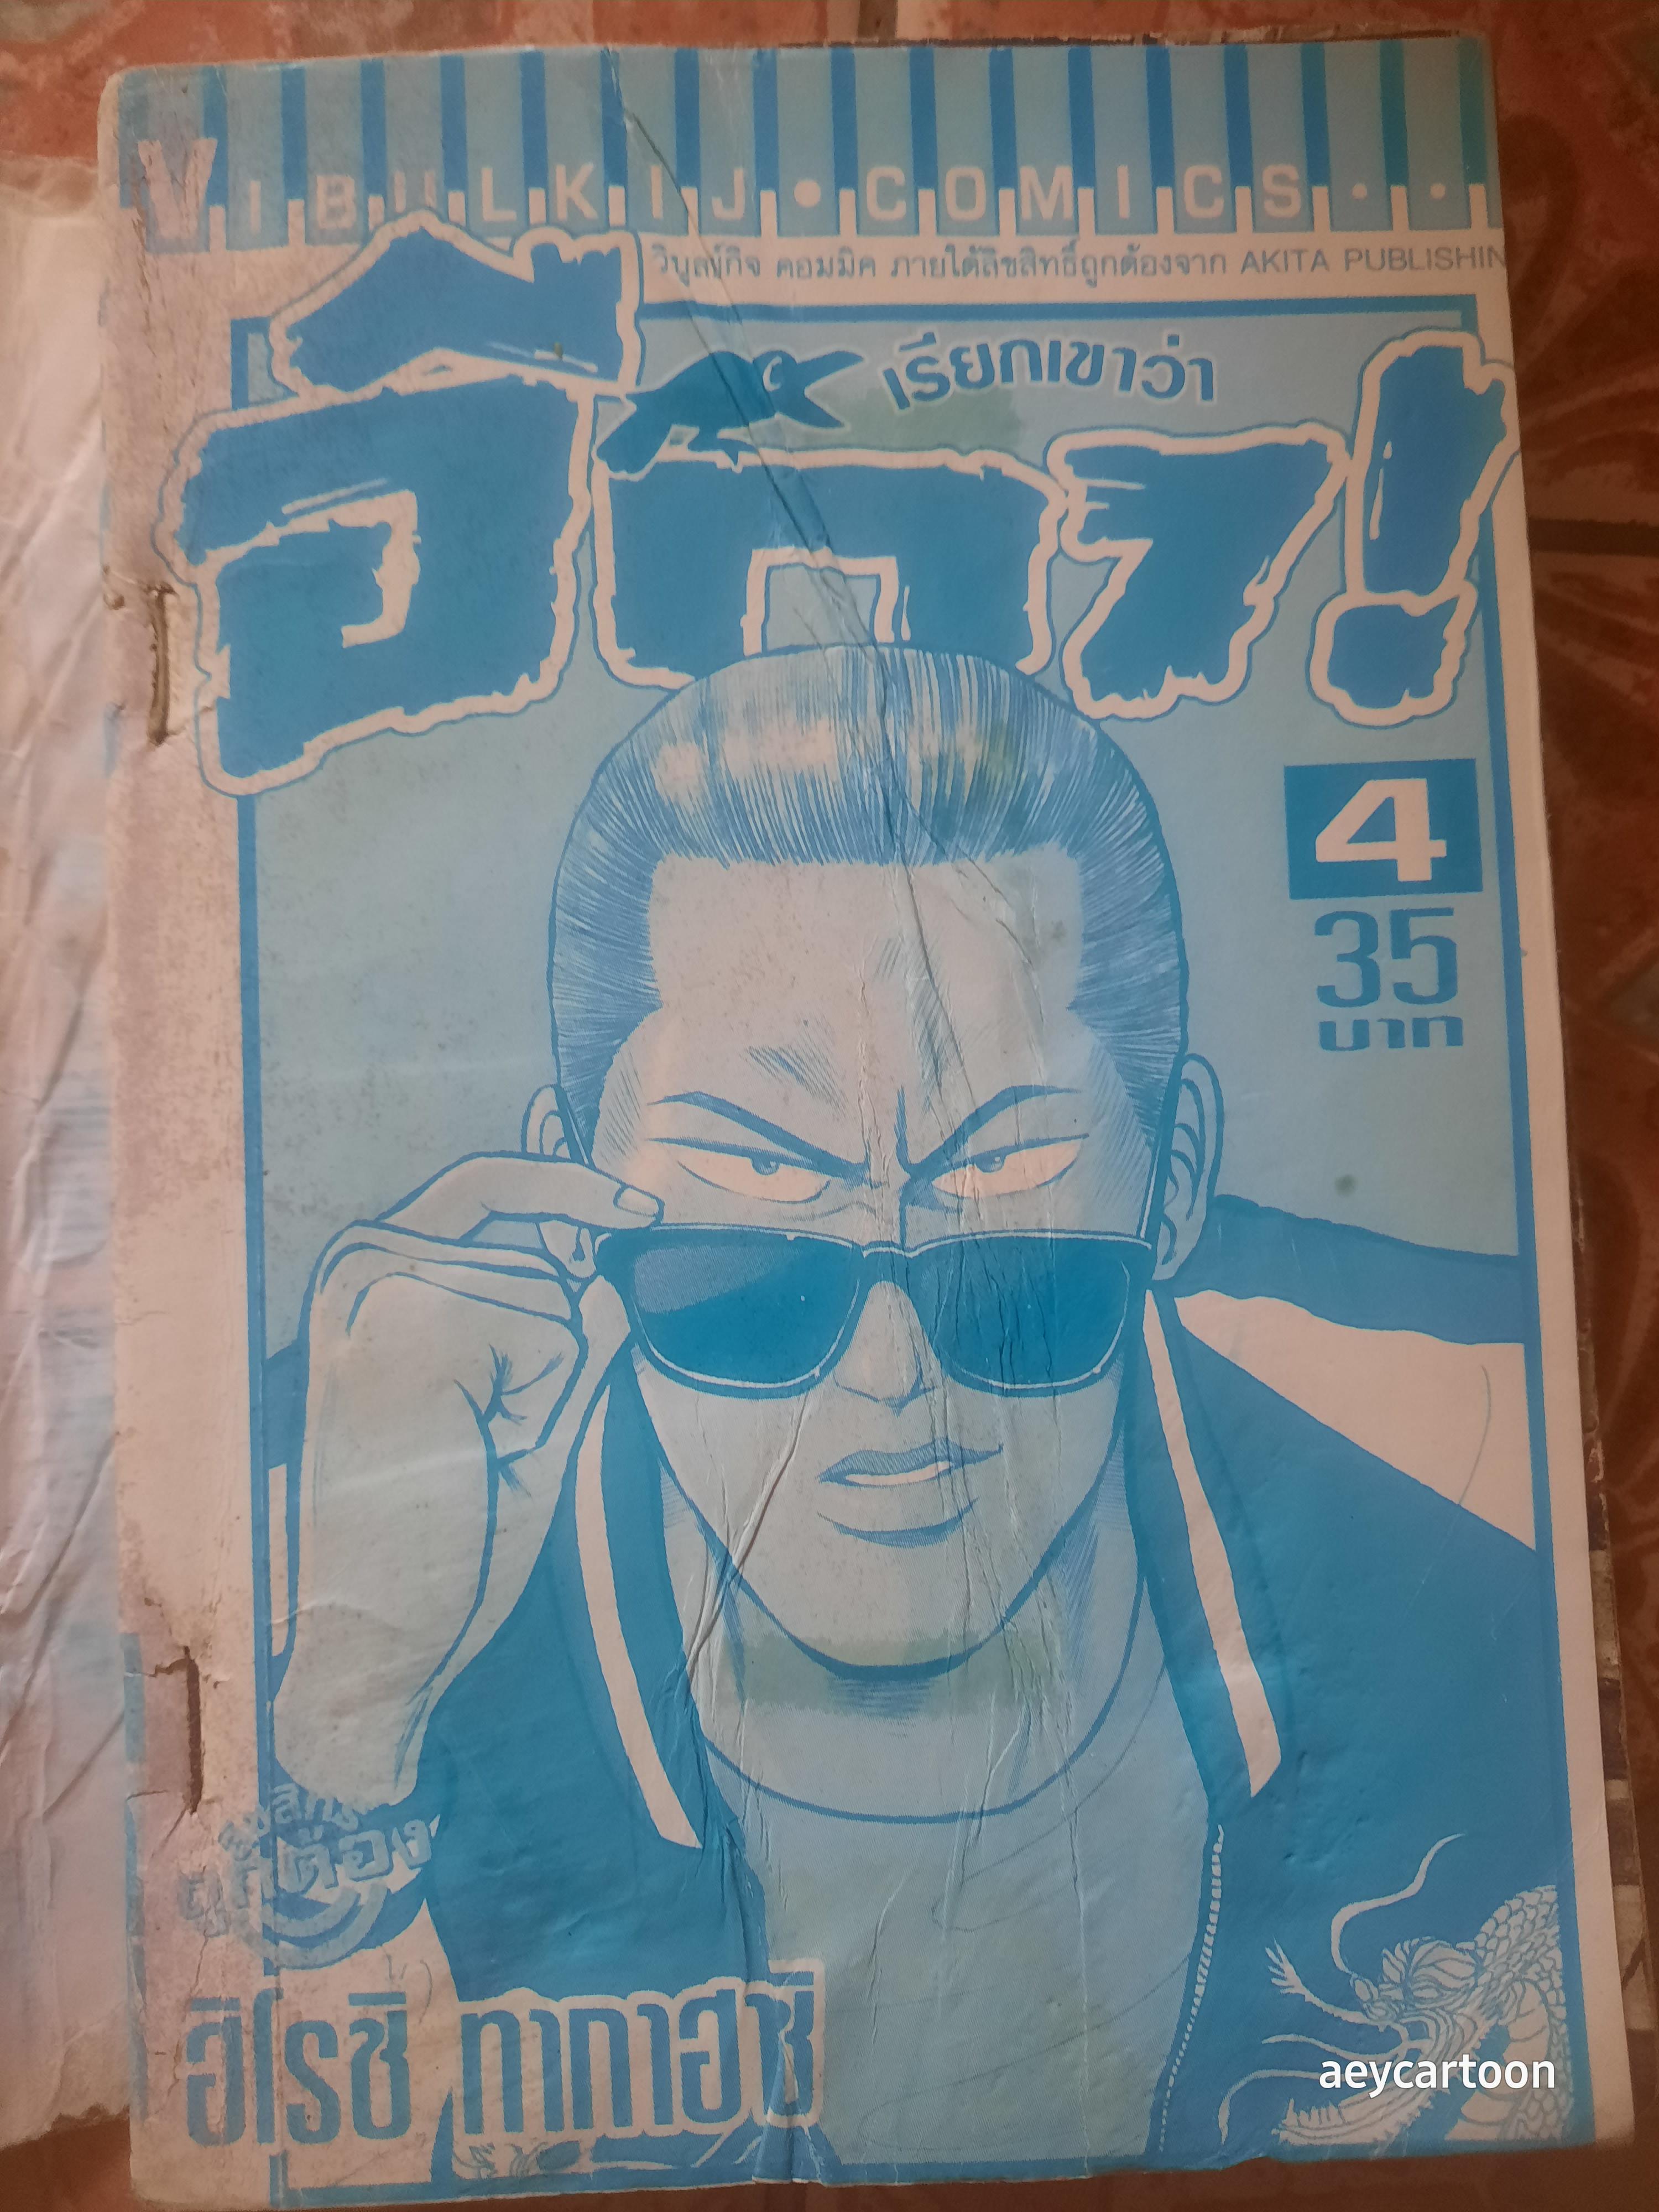 VIBULKIJ•COMICS••
วิบูลย์กิจ คอมมิค ภายใต้ลิขสิทธิ์ถูกต้องจาก AKITA PUBLISHIN
เรียกเขาว่า
4
35
บาท
ลิขสิทธิ์
ถูกต้อง
ฮิโรชิ ทากาฮาชิ
aeycartoon